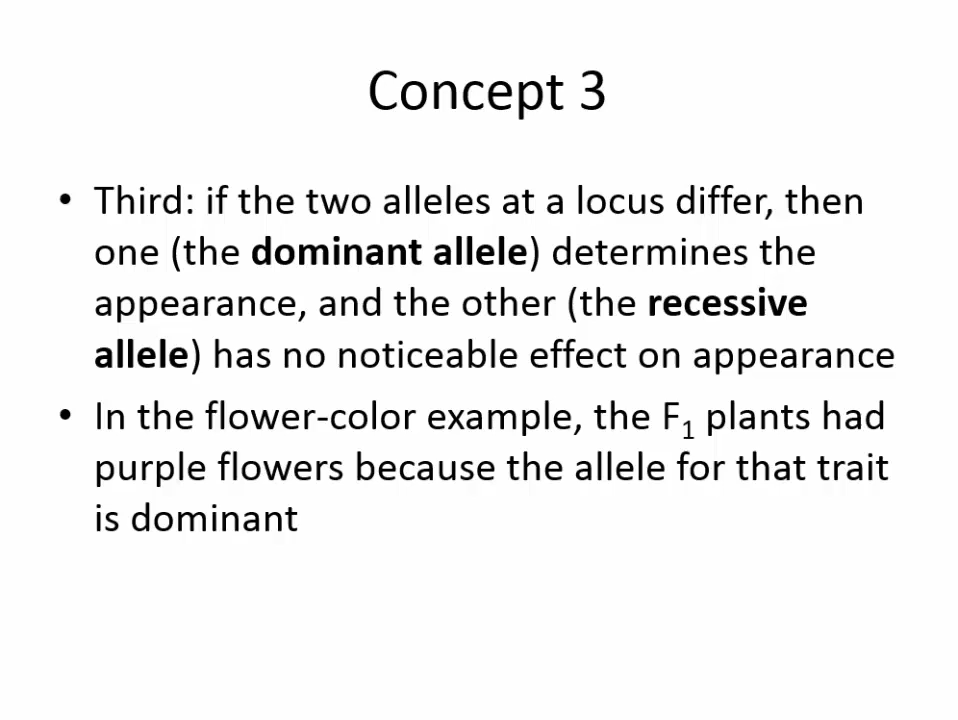 Concept 3
• Third: if the two alleles at a locus differ, then
one (the dominant allele) determines the
appearance, and the other (the recessive
allele) has no noticeable effect on appearance
• In the flower-color example, the F₁ plants had
purple flowers because the allele for that trait
is dominant